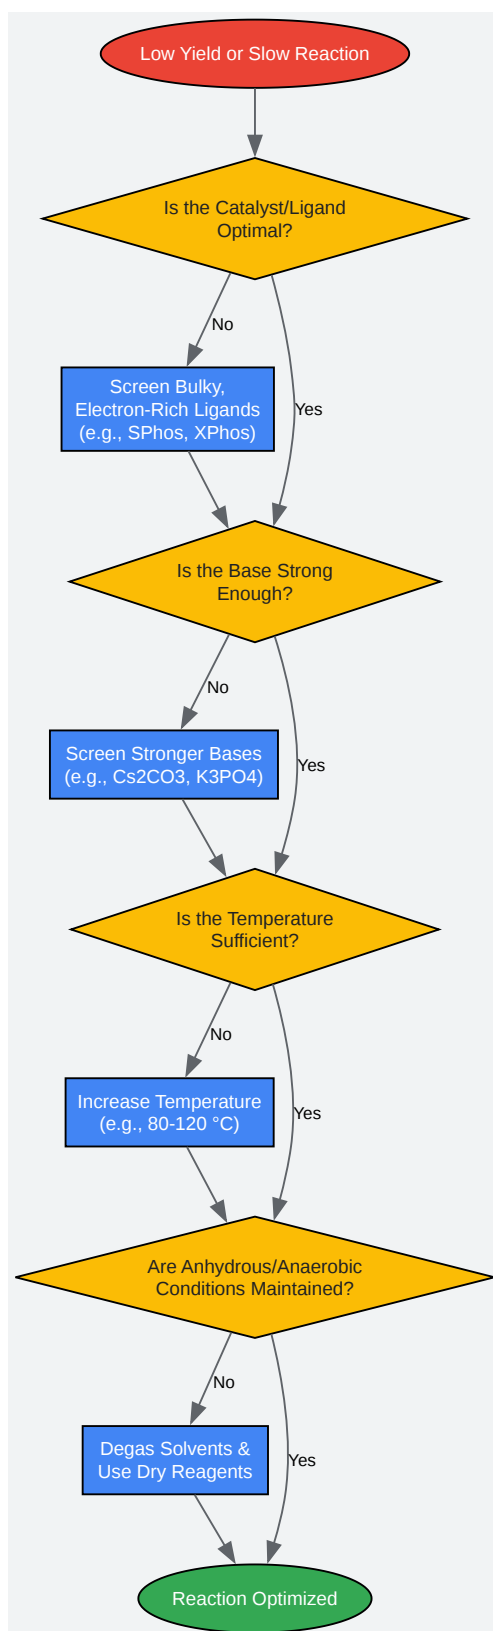 Low Yield or Slow Reaction
Is the Catalyst/Ligand
Optimal?
No
Screen Bulky,
Electron-Rich Ligands
(e.g., SPhos, XPhos)
Yes
Is the Base Strong
Enough?
No
Screen Stronger Bases
(e.g., Cs2CO3, K3PO4)
Yes
Is the Temperature
Sufficient?
No
Increase Temperature
(e.g., 80-120 °C)
Yes
Are Anhydrous/Anaerobic
Conditions Maintained?
No
Degas Solvents &
Use Dry Reagents
Yes
Reaction Optimized